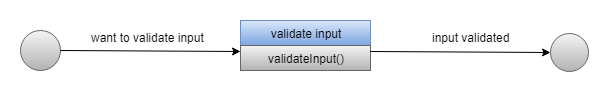 want to validate input
validate input
validateInput()
input validated